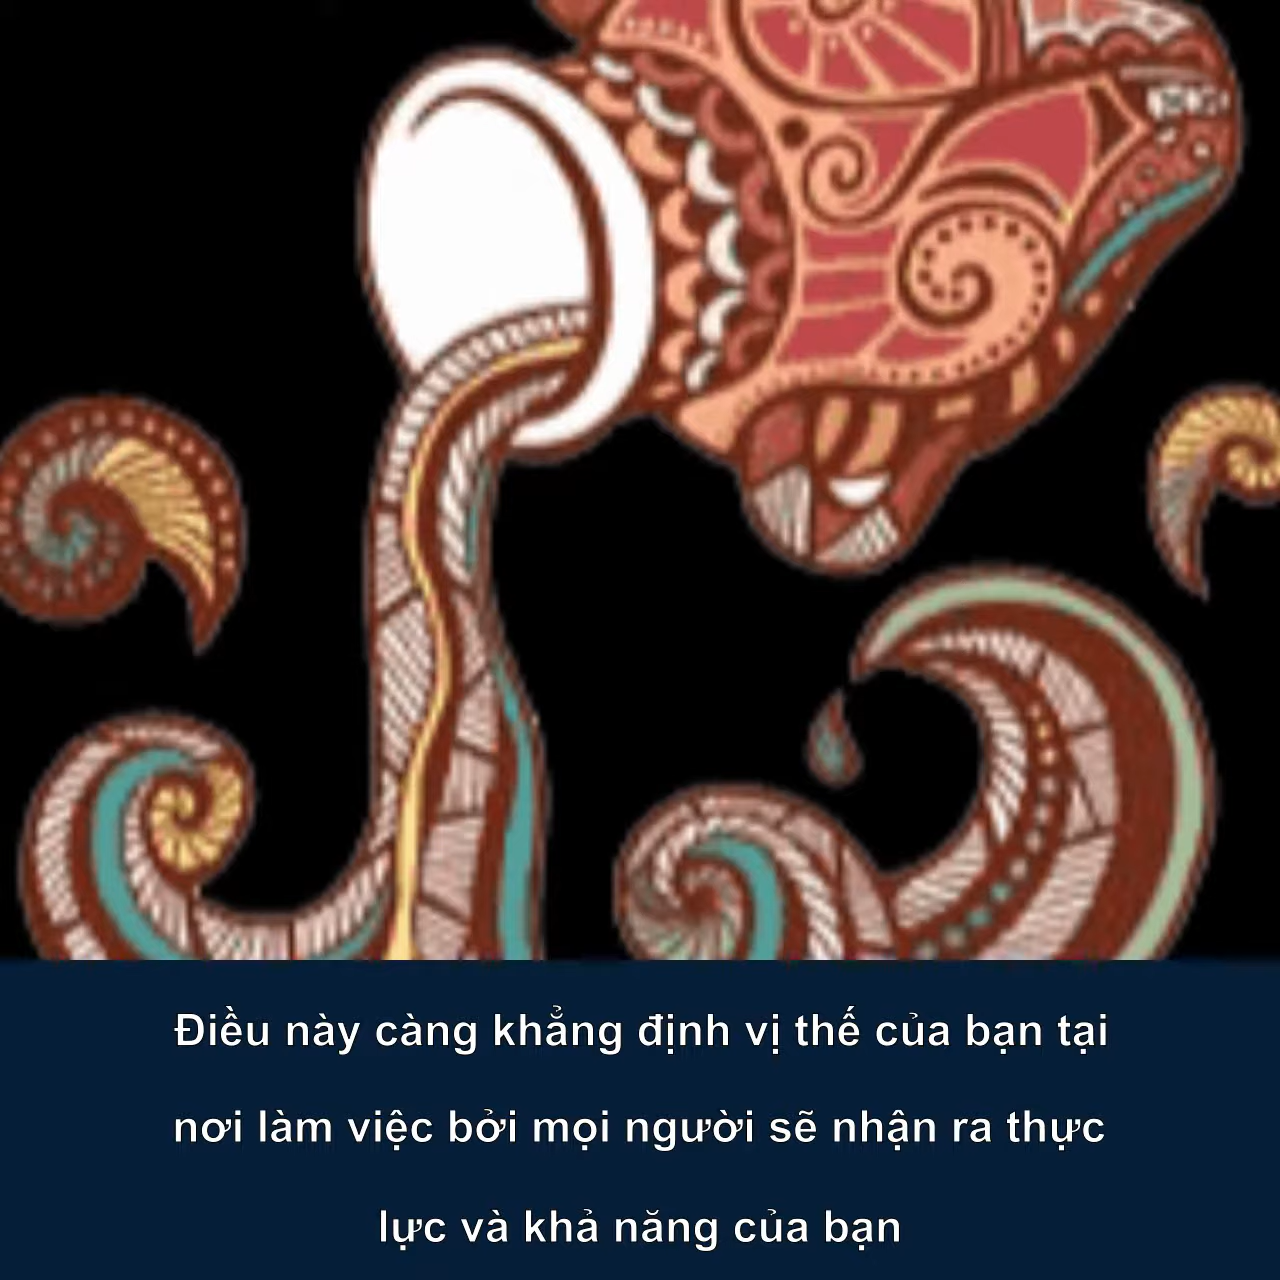 Điều này càng khẳng định vị thế của bạn tại
nơi làm việc bởi mọi người sẽ nhận ra thực
lực và khả năng của bạn